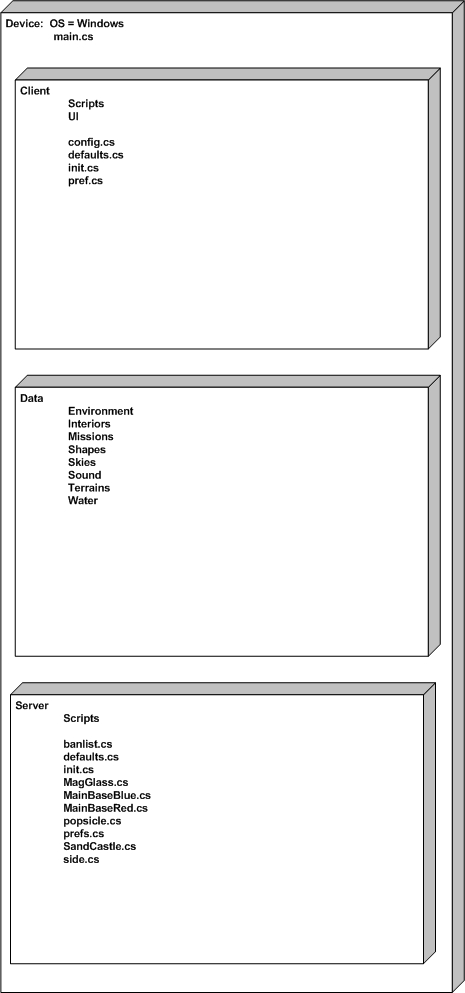 Device: OS = Windows
main.cs
Client
Scripts
UI
config.cs
defaults.cs
init.cs
pref.cs
Data
Environment
Interiors
Missions
Shapes
Skies
Sound
Terrains
Water
Server
Scripts
banlist.cs
defaults.cs
init.cs
MagGlass.cs
MainBaseBlue.cs
MainBaseRed.cs
popsicle.cs
prefs.cs
SandCastle.cs
side.cs